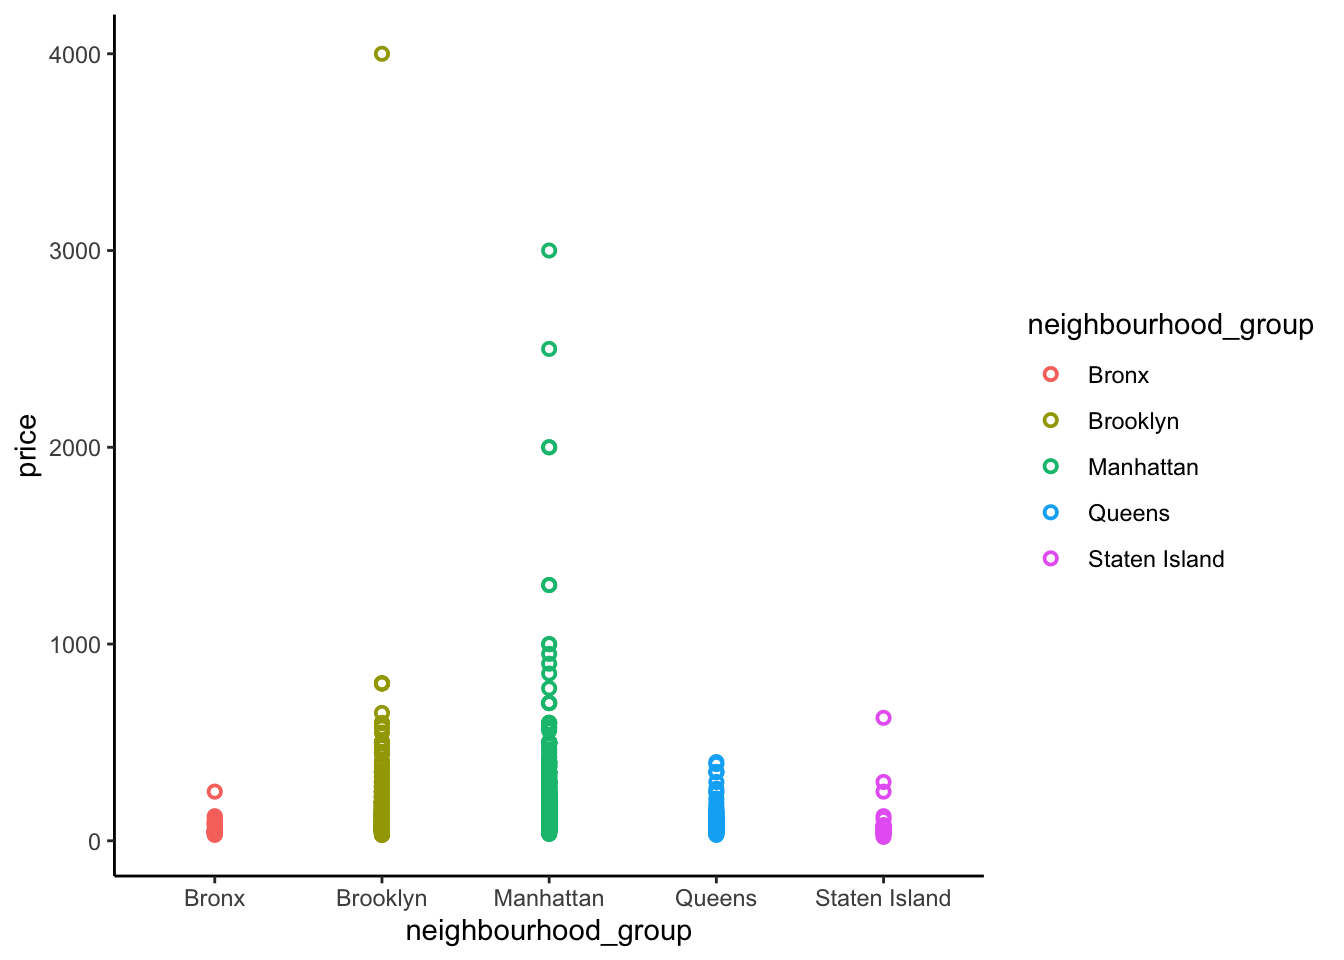 4000
3000
2000
1000
0
price
Bronx
Brooklyn
Manhattan
Queens
Staten Island
neighbourhood_group
neighbourhood_group
Bronx
Brooklyn
Manhattan
Queens
Staten Island